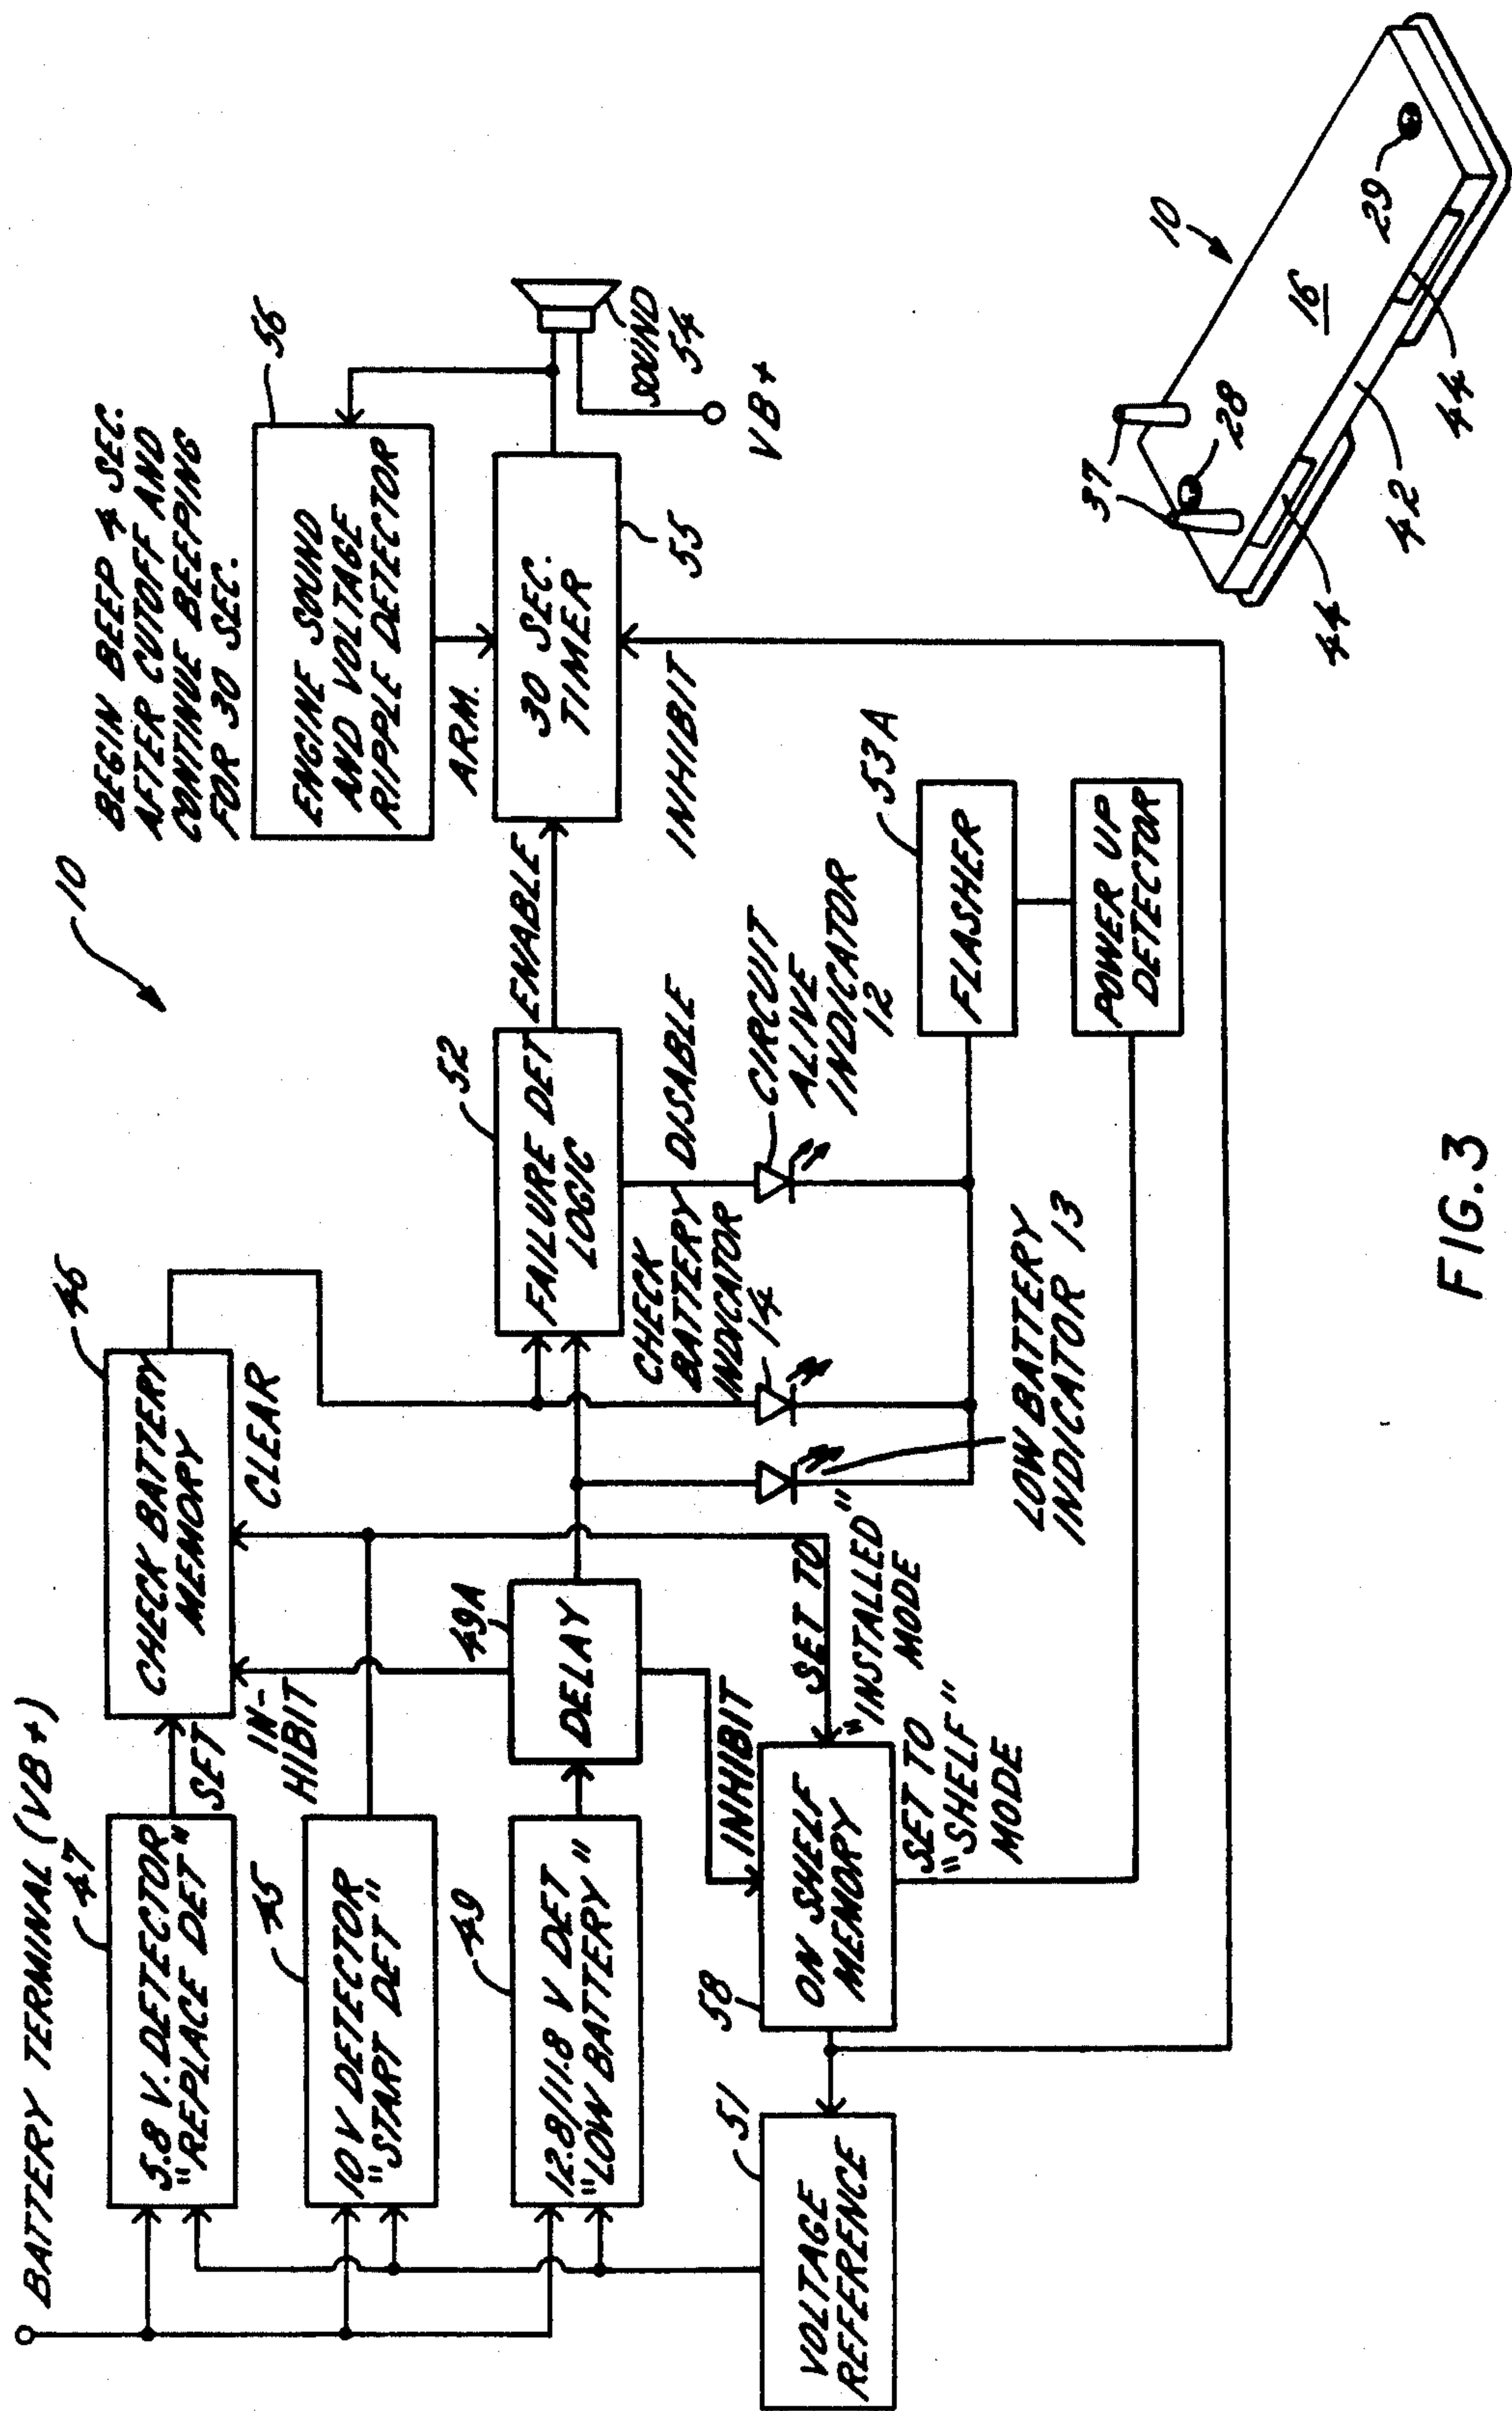 BATTERY TERMINAL (VB+)
47
5.8 V. DETECTOR
"REPLACE DET"
SET
46
CHECK BATTERY
MEMORY
CLEAR
IN-
HIBIT
45
10 V DETECTOR
"START DET"
49
12.8/11.8 V DET
"LOW BATTERY"
49A
DELAY
INHIBIT
SET TO
"INSTALLED"
MODE
58
ON SHELF
MEMORY
SET TO
"SHELF"
MODE
51
VOLTAGE
REFERENCE
10
52
FAILURE DET
LOGIC
ENABLE
DISABLE
CHECK
BATTERY
INDICATOR
14
CIRCUIT
ALIVE
INDICATOR
12
LOW BATTERY
INDICATOR 13
53A
FLASHER
POWER UP
DETECTOR
BEGIN BEEP 4 SEC.
AFTER CUTOFF AND
CONTINUE BEEPING
FOR 30 SEC.
56
ENGINE SOUND
AND VOLTAGE
RIPPLE DETECTOR
ARM.
30 SEC.
TIMER
55
INHIBIT
SOUND
54
VB+
10
16
28
29
37
42
44
44
FIG. 3